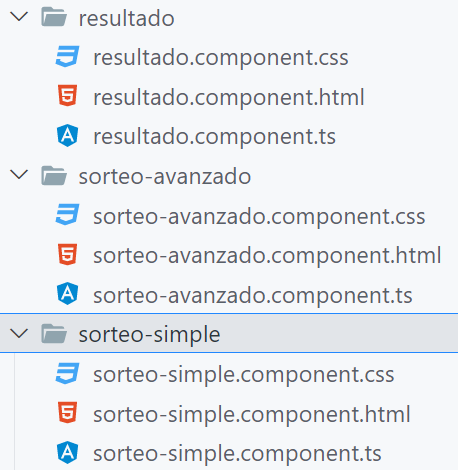 resultado
resultado.component.css
resultado.component.html
resultado.component.ts
sorteo-avanzado
sorteo-avanzado.component.css
sorteo-avanzado.component.html
sorteo-avanzado.component.ts
sorteo-simple
sorteo-simple.component.css
sorteo-simple.component.html
sorteo-simple.component.ts